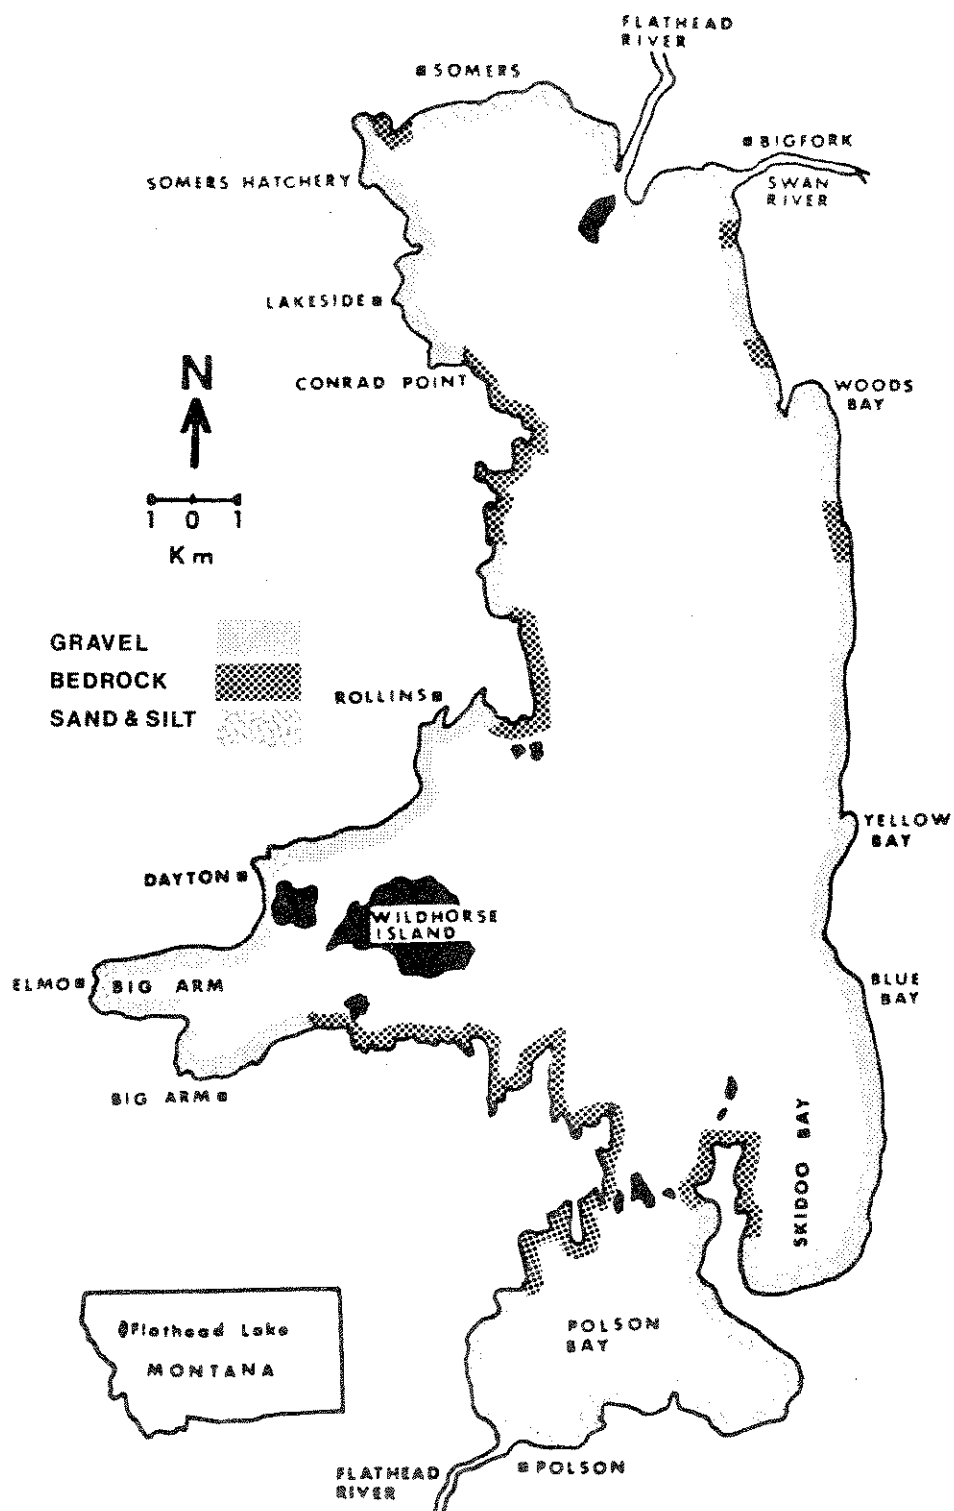 FLATHEAD
RIVER
SOMERS
BIGFORK
SOMERS HATCHERY
SWAN
RIVER
LAKESIDE
N
CONRAD POINT
WOODS
BAY
1 0 1
Km
GRAVEL
BEDROCK
SAND & SILT
ROLLINS
YELLOW
BAY
DAYTON
WILDHORSE
ISLAND
ELMO
BIG ARM
BLUE
BAY
BIG ARM
SKIDOO BAY
POLSON
BAY
Flathead Lake
MONTANA
FLATHEAD
RIVER
POLSON